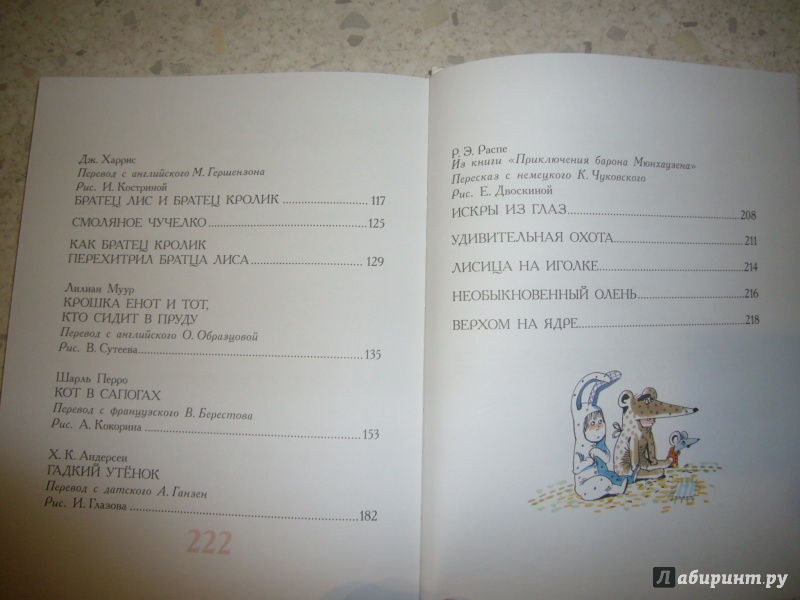 Дж. Харрис
Перевод с английского М. Гершензона
Рис. И. Костриной
БРАТЕЦ ЛИС И БРАТЕЦ КРОЛИК 117
СМОЛЯНОЕ ЧУЧЕЛКО 125
КАК БРАТЕЦ КРОЛИК
ПЕРЕХИТРИЛ БРАТЦА ЛИСА 129
Лилиан Муур
КРОШКА ЕНОТ И ТОТ,
КТО СИДИТ В ПРУДУ
Перевод с английского О. Образцовой
Рис. В. Сутеева 135
Шарль Перро
КОТ В САПОГАХ
Перевод с французского В. Берестова
Рис. А. Кокорина 153
Х. К. Андерсен
ГАДКИЙ УТЁНОК
Перевод с датского А. Ганзен
Рис. И. Глазова 182
222
Р. Э. Распе
Из книги «Приключения барона Мюнхаузена»
Пересказ с немецкого К. Чуковского
Рис. Е. Двоскиной
ИСКРЫ ИЗ ГЛАЗ 208
УДИВИТЕЛЬНАЯ ОХОТА 211
ЛИСИЦА НА ИГОЛКЕ 214
НЕОБЫКНОВЕННЫЙ ОЛЕНЬ 216
ВЕРХОМ НА ЯДРЕ 218
Лабиринт.ру